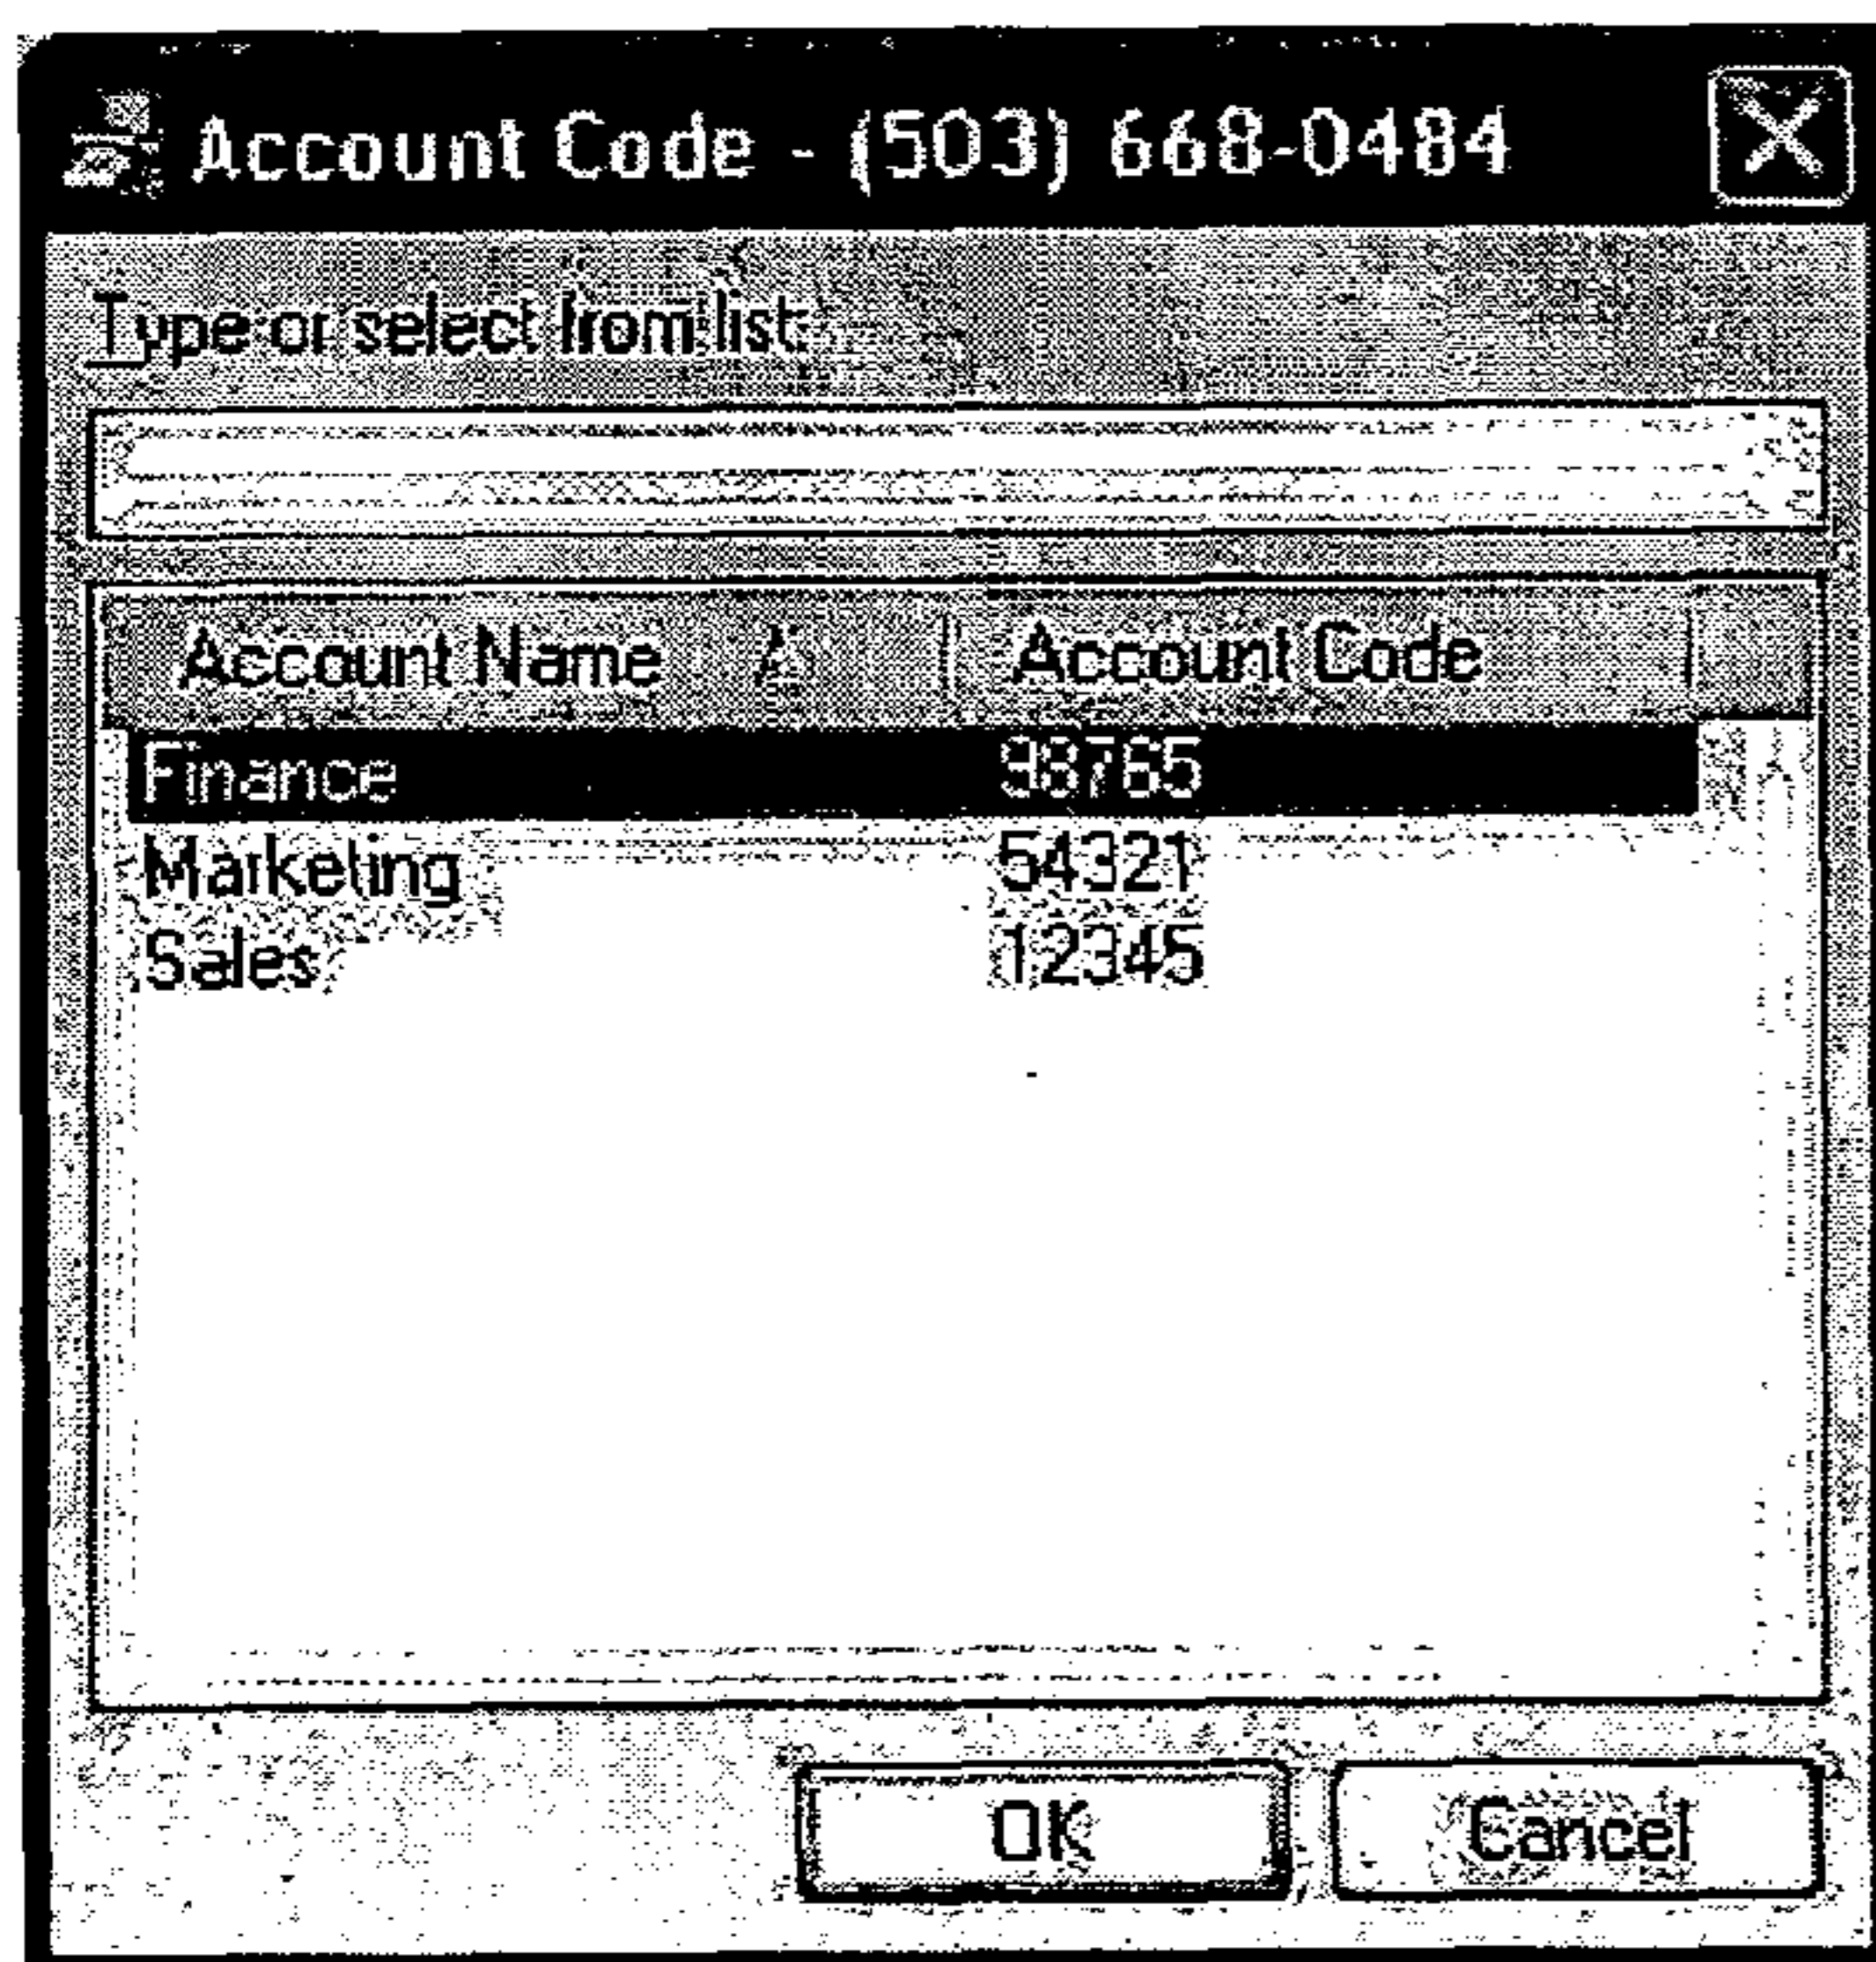 Account Code - (503) 668-0484
Type or select from list:
Account Name Account Code
Finance 98765
Marketing 54321
Sales 12345
OK Cancel